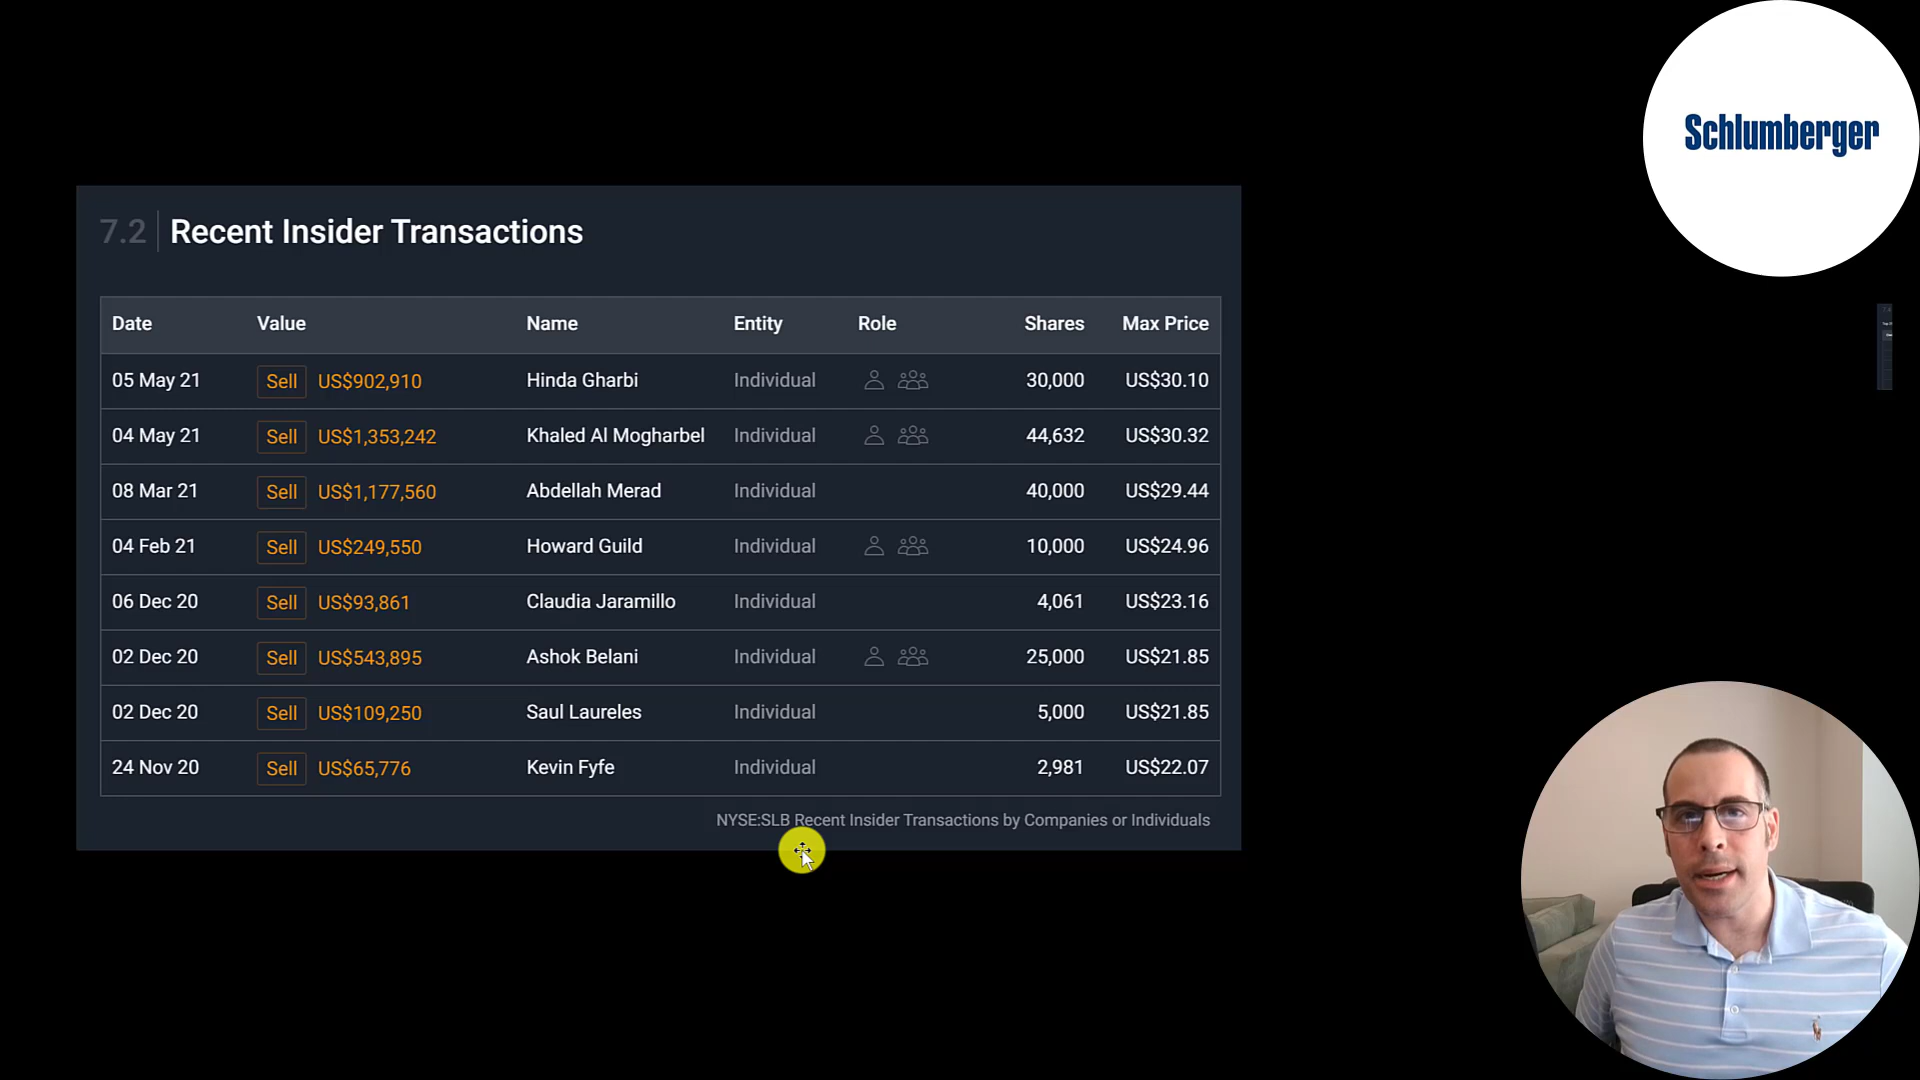 Schlumberger
7.2 Recent Insider Transactions
Date Value Name Entity Role Shares Max Price
05 May 21 Sell US$902,910 Hinda Gharbi Individual 30,000 US$30.10
04 May 21 Sell US$1,353,242 Khaled Al Mogharbel Individual 44,632 US$30.32
08 Mar 21 Sell US$1,177,560 Abdellah Merad Individual 40,000 US$29.44
04 Feb 21 Sell US$249,550 Howard Guild Individual 10,000 US$24.96
06 Dec 20 Sell US$93,861 Claudia Jaramillo Individual 4,061 US$23.16
02 Dec 20 Sell US$543,895 Ashok Belani Individual 25,000 US$21.85
02 Dec 20 Sell US$109,250 Saul Laureles Individual 5,000 US$21.85
24 Nov 20 Sell US$65,776 Kevin Fyfe Individual 2,981 US$22.07
NYSE:SLB Recent Insider Transactions by Companies or Individuals